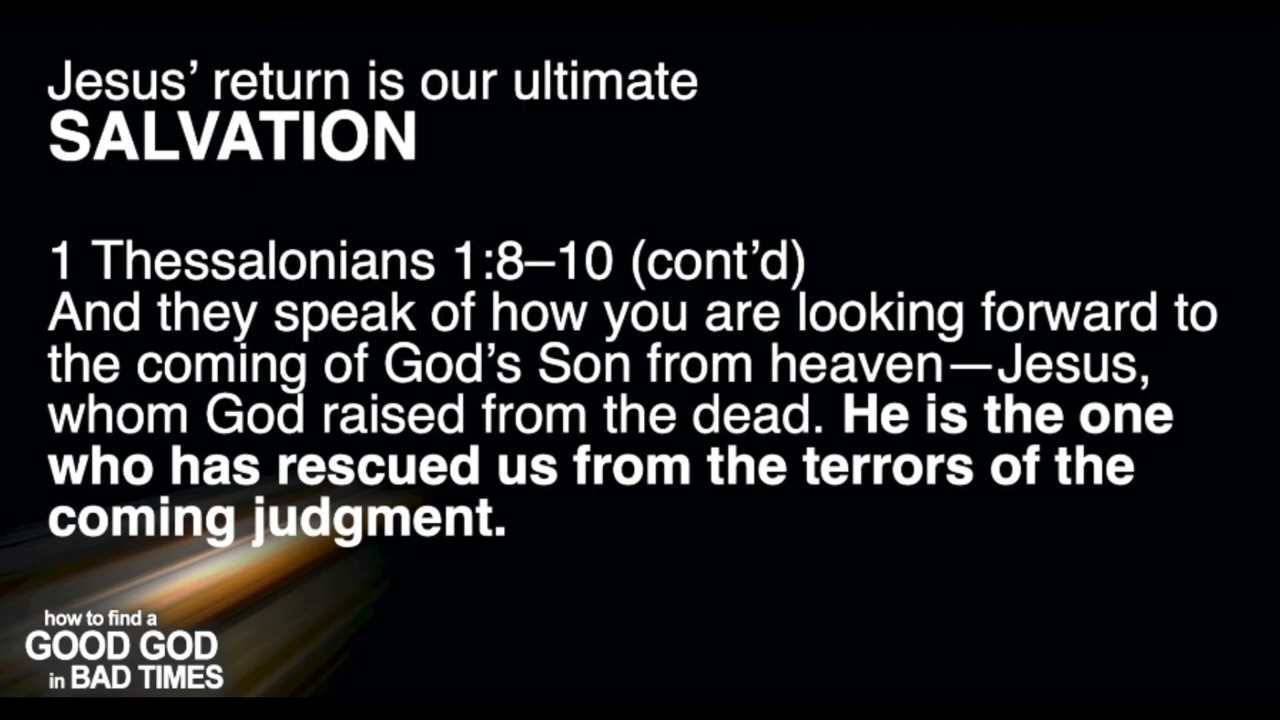 Jesus’ return is our ultimate
SALVATION
1 Thessalonians 1:8–10 (cont’d)
And they speak of how you are looking forward to
the coming of God’s Son from heaven—Jesus,
whom God raised from the dead. He is the one
who has rescued us from the terrors of the
coming judgment.
how to find a
GOOD GOD
in BAD TIMES